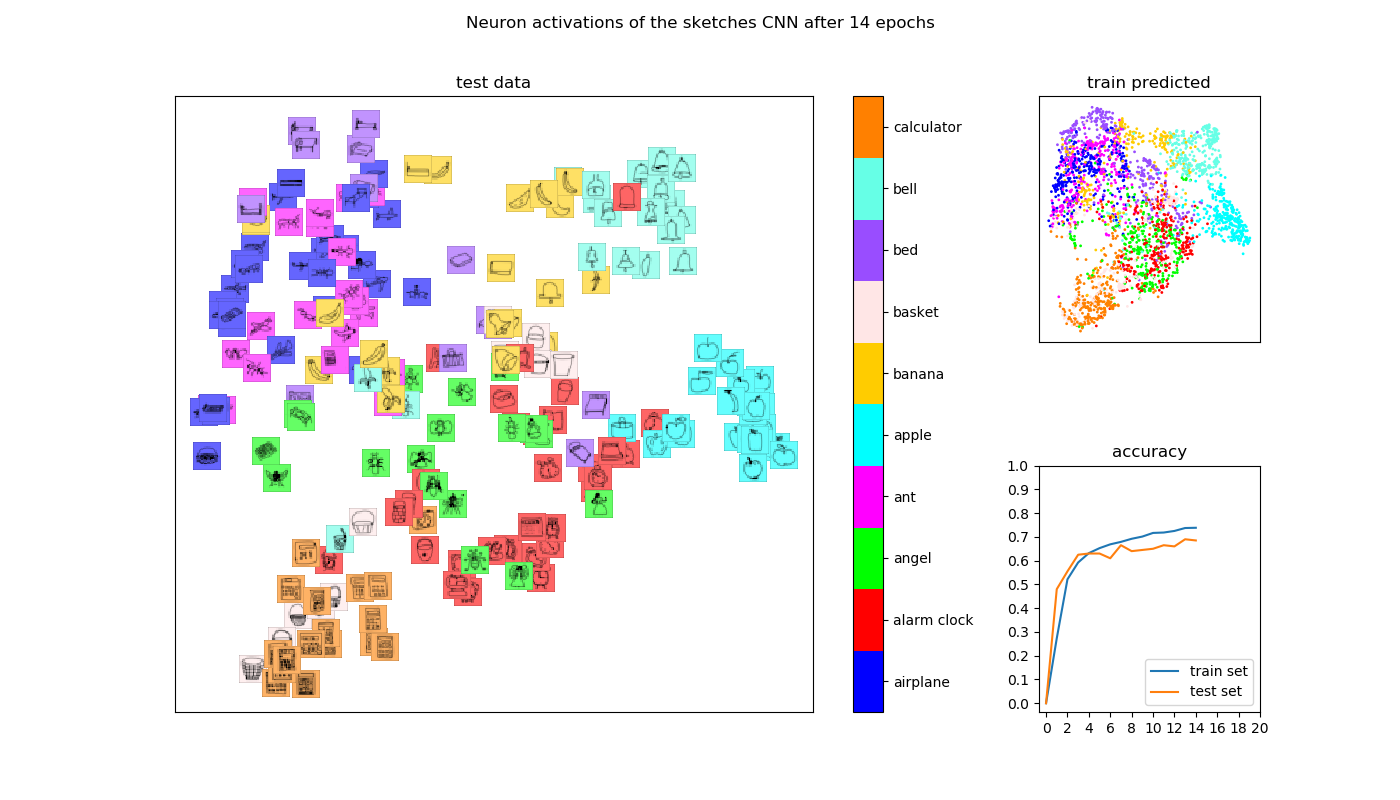 Neuron activations of the sketches CNN after 14 epochs
test data
calculator
bell
bed
basket
banana
apple
ant
angel
alarm clock
airplane
train predicted
accuracy
1.0
0.9
0.8
0.7
0.6
0.5
0.4
0.3
0.2
0.1
0.0
train set
test set
0 2 4 6 8 10 12 14 16 18 20